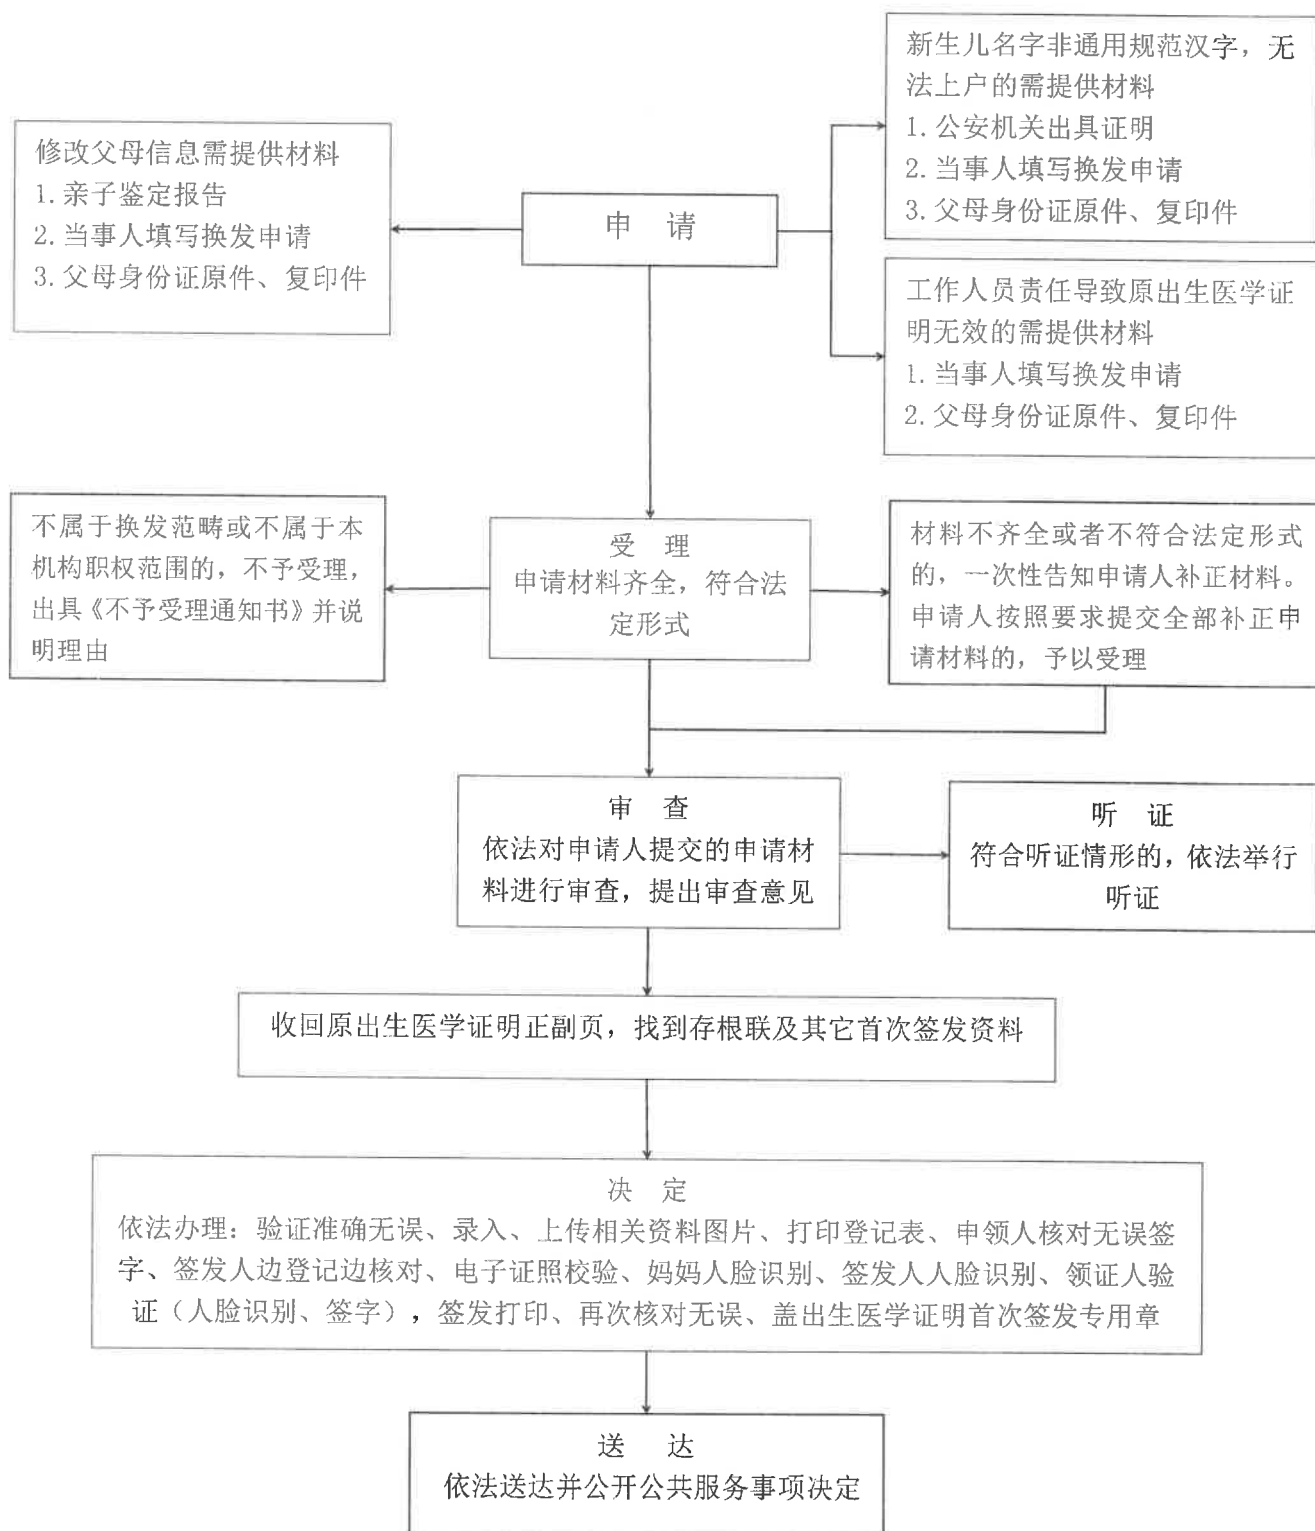 新生儿名字非通用规范汉字，无
法上户的需提供材料
1.公安机关出具证明
2.当事人填写换发申请
3.父母身份证原件、复印件
修改父母信息需提供材料
1.亲子鉴定报告
2.当事人填写换发申请
3.父母身份证原件、复印件
申 请
工作人员责任导致原出生医学证
明无效的需提供材料
1.当事人填写换发申请
2.父母身份证原件、复印件
不属于换发范畴或不属于本
机构职权范围的，不予受理，
出具《不予受理通知书》并说
明理由
受 理
申请材料齐全，符合法
定形式
材料不齐全或者不符合法定形式
的，一次性告知申请人补正材料。
申请人按照要求提交全部补正申
请材料的，予以受理
审 查
依法对申请人提交的申请材
料进行审查，提出审查意见
听 证
符合听证情形的，依法举行
听证
收回原出生医学证明正副页，找到存根联及其它首次签发资料
决 定
依法办理：验证准确无误、录入、上传相关资料图片、打印登记表、申领人核对无误签
字、签发人边登记边核对、电子证照校验、妈妈人脸识别、签发人人脸识别、领证人验
证（人脸识别、签字），签发打印、再次核对无误、盖出生医学证明首次签发专用章
送 达
依法送达并公开公共服务事项决定